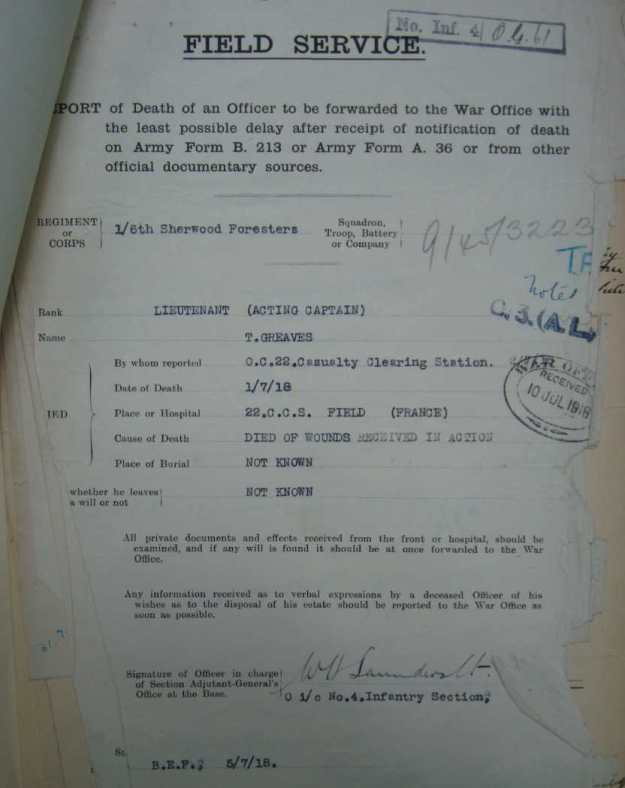 No. Inf. 4 O.G.61
FIELD SERVICE.
PORT of Death of an Officer to be forwarded to the War Office with
the least possible delay after receipt of notification of death
on Army Form B. 213 or Army Form A. 36 or from other
official documentary sources.
REGIMENT or CORPS 1/6th Sherwood Foresters Squadron, Troop, Battery or Company
9/45/3223
TF
Notes
C.3.(A.L.)
Rank LIEUTENANT (ACTING CAPTAIN)
Name T.GREAVES
By whom reported O.C.22.Casualty Clearing Station.
Date of Death 1/7/18
IED Place or Hospital 22.C.C.S. FIELD (FRANCE)
Cause of Death DIED OF WOUNDS RECEIVED IN ACTION
Place of Burial NOT KNOWN
WAR OF
RECEIVED
10 JUL 1918
whether he leaves a will or not NOT KNOWN
All private documents and effects received from the front or hospital, should be
examined, and if any will is found it should be at once forwarded to the War
Office.
Any information received as to verbal expressions by a deceased Officer of his
wishes as to the disposal of his estate should be reported to the War Office as
soon as possible.
Signature of Officer in charge
of Section Adjutant-General's
Office at the Base.
O i/c No.4.Infantry Section,
B.E.F., 5/7/18.